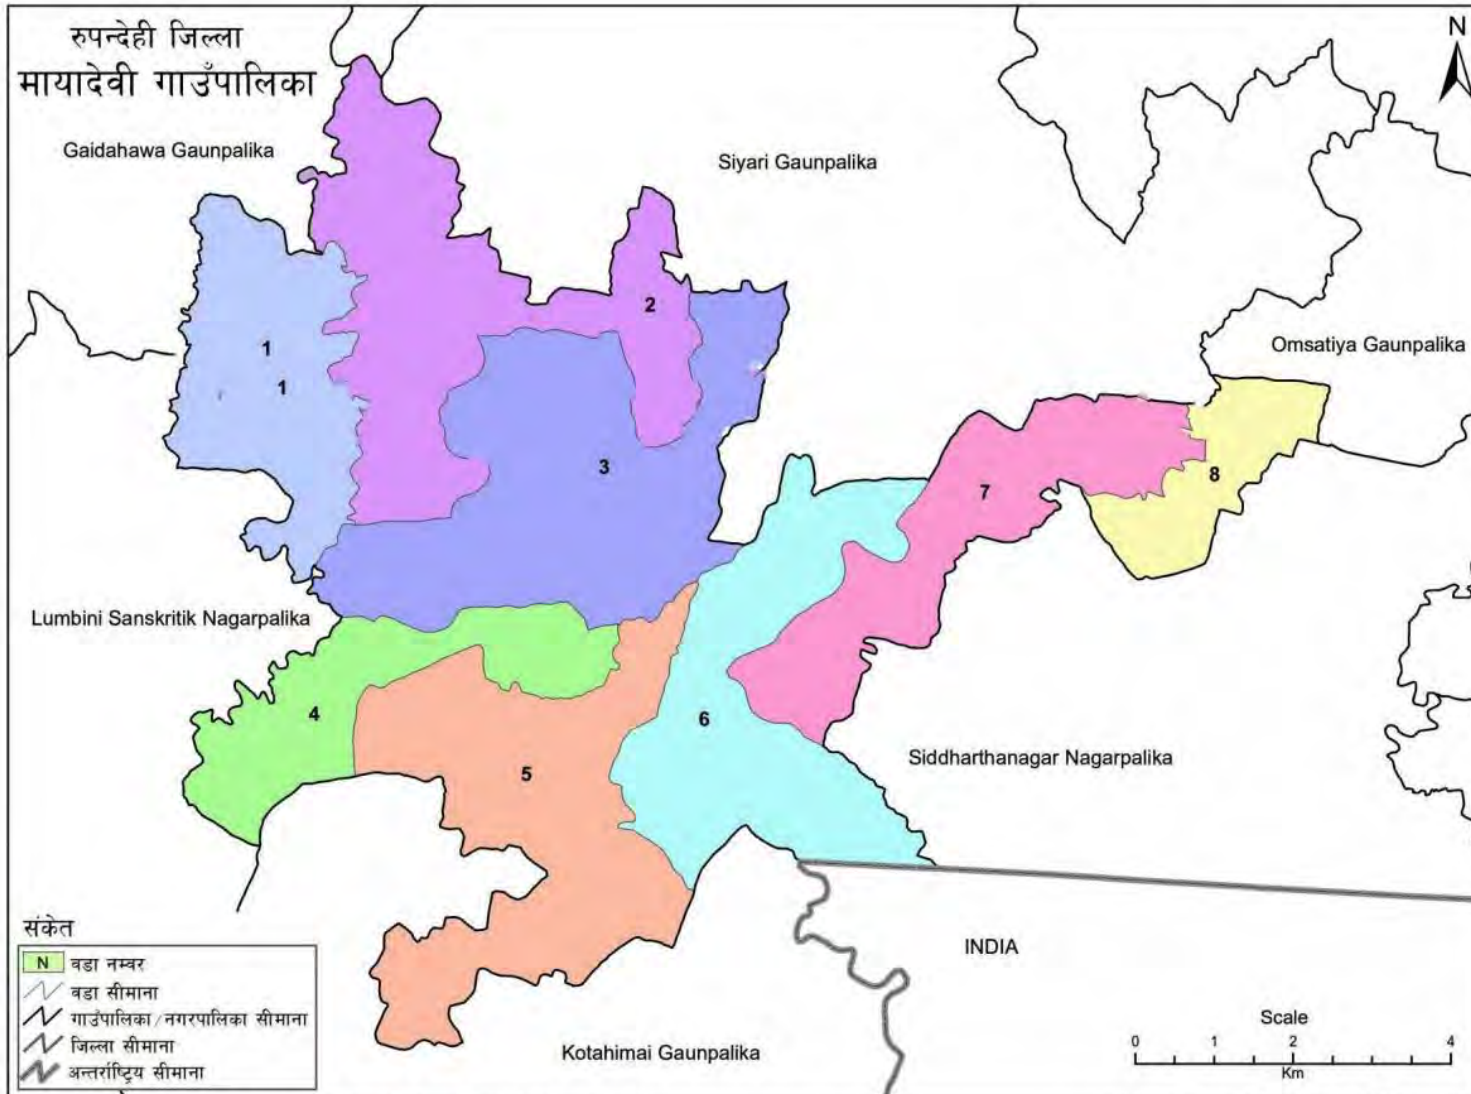 रुपन्देही जिल्ला
मायादेवी गाउँपालिका
N
Gaidahawa Gaunpalika
Siyari Gaunpalika
2
Omsatiya Gaunpalika
1
1
3
7
8
Lumbini Sanskritik Nagarpalika
4
6
5
Siddharthanagar Nagarpalika
INDIA
Kotahimai Gaunpalika
संकेत
N वडा नम्वर
वडा सीमाना
गाउँपालिका/नगरपालिका सीमाना
जिल्ला सीमाना
अन्तर्राष्ट्रिय सीमाना
Scale
0 1 2 4
Km